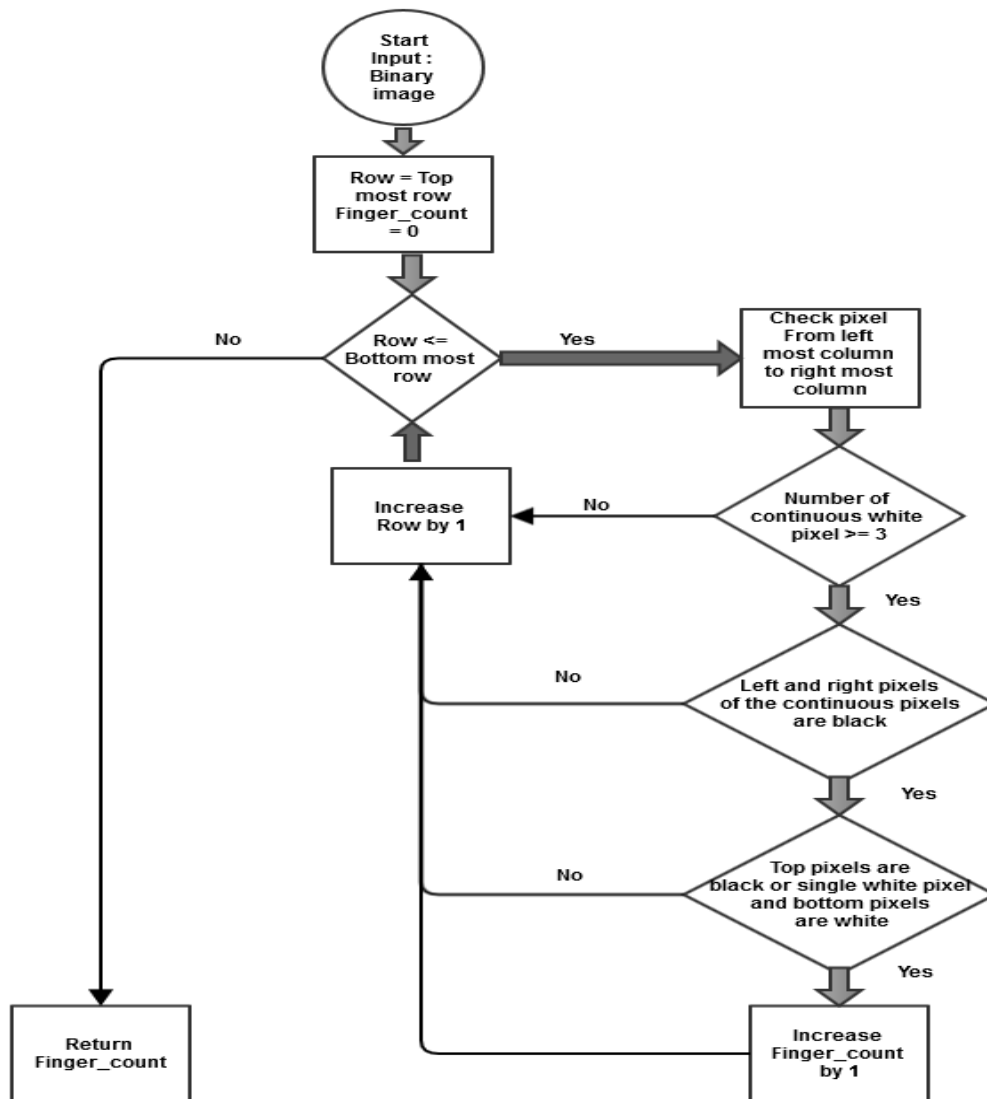 Start
Input :
Binary
image
Row = Top
most row
Finger_count
= 0
No
Row <=
Bottom most
row
Yes
Check pixel
From left
most column
to right most
column
Increase
Row by 1
No
Number of
continuous white
pixel >= 3
Yes
No
Left and right pixels
of the continuous pixels
are black
Yes
No
Top pixels are
black or single white pixel
and bottom pixels
are white
Yes
Return
Finger_count
Increase
Finger_count
by 1